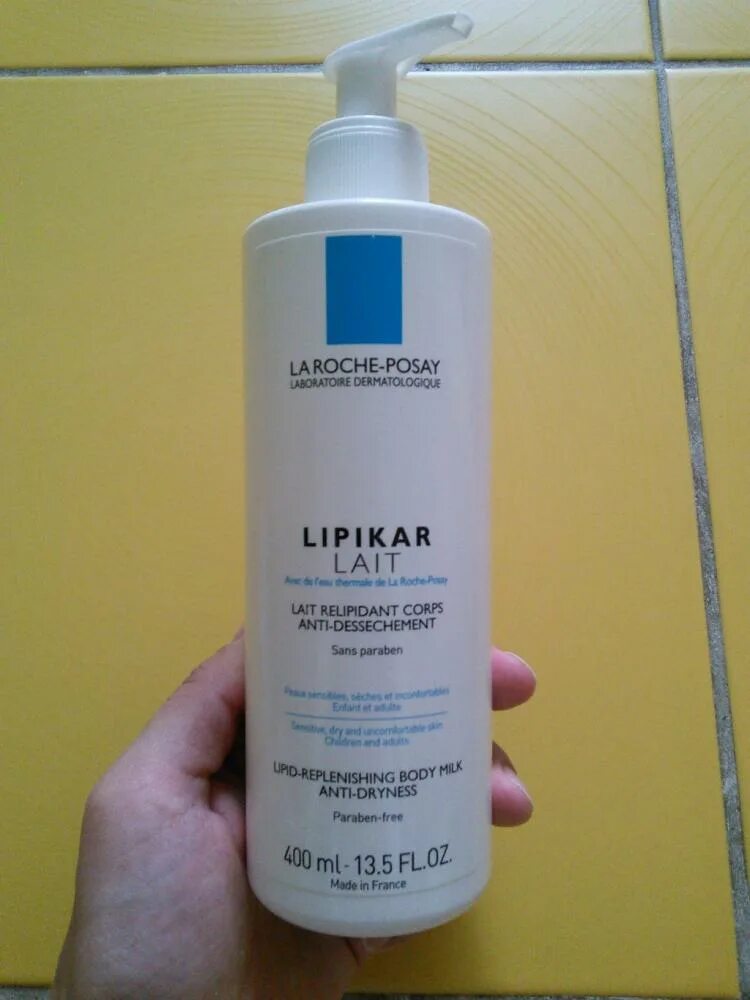 LA ROCHE-POSAY
LABORATOIRE DERMATOLOGIQUE
LIPIKAR
LAIT
Avec de l'eau thermale de La Roche-Posay
LAIT RELIPIDANT CORPS
ANTI-DESSECHEMENT
Sans paraben
Peaux sensibles, sèches et inconfortables
Enfant et adulte
Sensitive, dry and uncomfortable skin
Children and adults
LIPID-REPLENISHING BODY MILK
ANTI-DRYNESS
Paraben-free
400 ml - 13.5 FL.OZ.
Made in France